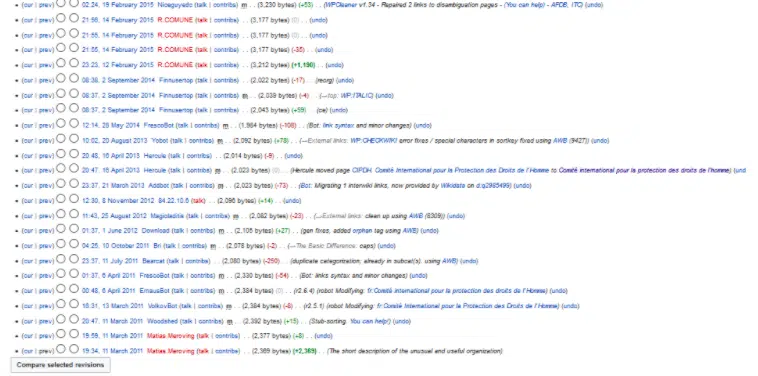 (cur | prev) 02:24, 19 February 2015 Niceguyedc (talk | contribs) m . . (3,230 bytes) (+53) . . (WPCleaner v1.34 - Repaired 2 links to disambiguation pages - (You can help) - APDB, ITC) (undo)
(cur | prev) 21:56, 14 February 2015 R.COMUNE (talk | contribs) . . (3,177 bytes) (0) . . (undo)
(cur | prev) 21:55, 14 February 2015 R.COMUNE (talk | contribs) . . (3,177 bytes) (0) . . (undo)
(cur | prev) 21:55, 14 February 2015 R.COMUNE (talk | contribs) . . (3,177 bytes) (-35) . . (undo)
(cur | prev) 23:23, 12 February 2015 R.COMUNE (talk | contribs) . . (3,212 bytes) (+1,190) . . (undo)
(cur | prev) 08:38, 2 September 2014 Finnusertop (talk | contribs) . . (2,022 bytes) (-17) . . (reorg) (undo)
(cur | prev) 08:37, 2 September 2014 Finnusertop (talk | contribs) m . . (2,039 bytes) (-4) . . (→top: WP:ITALIC) (undo)
(cur | prev) 08:37, 2 September 2014 Finnusertop (talk | contribs) . . (2,043 bytes) (+59) . . (ce) (undo)
(cur | prev) 12:14, 28 May 2014 FrescoBot (talk | contribs) m . . (1,984 bytes) (-108) . . (Bot: link syntax and minor changes) (undo)
(cur | prev) 10:02, 20 August 2013 Yobot (talk | contribs) m . . (2,092 bytes) (+78) . . (→External links: WP:CHECKWIKI error fixes / special characters in sortkey fixed using AWB (9427)) (undo)
(cur | prev) 20:48, 16 April 2013 Hercule (talk | contribs) . . (2,014 bytes) (-9) . . (undo)
(cur | prev) 20:47, 16 April 2013 Hercule (talk | contribs) m . . (2,023 bytes) (0) . . (Hercule moved page CIPDH. Comité International pour la Protection des Droits de l'Homme to Comité international pour la protection des droits de l'homme) (und
(cur | prev) 23:37, 21 March 2013 Addbot (talk | contribs) m . . (2,023 bytes) (-73) . . (Bot: Migrating 1 interwiki links, now provided by Wikidata on d:q2985499) (undo)
(cur | prev) 12:30, 8 November 2012 84.22.10.6 (talk) . . (2,096 bytes) (+14) . . (undo)
(cur | prev) 11:43, 25 August 2012 Magioladitis (talk | contribs) m . . (2,082 bytes) (-23) . . (→External links: clean up using AWB (8309)) (undo)
(cur | prev) 01:37, 1 June 2012 Download (talk | contribs) m . . (2,105 bytes) (+27) . . (gen fixes, added orphan tag using AWB) (undo)
(cur | prev) 04:26, 10 October 2011 Bri (talk | contribs) m . . (2,078 bytes) (-2) . . (→The Basic Difference: caps) (undo)
(cur | prev) 23:37, 11 July 2011 Bearcat (talk | contribs) . . (2,080 bytes) (-250) . . (duplicate categorization; already in subcat(s). using AWB) (undo)
(cur | prev) 01:37, 6 April 2011 FrescoBot (talk | contribs) m . . (2,330 bytes) (-54) . . (Bot: links syntax and minor changes) (undo)
(cur | prev) 00:48, 6 April 2011 EmausBot (talk | contribs) m . . (2,384 bytes) (0) . . (r2.6.4) (robot Modifying: fr:Comité international pour la protection des droits de l'homme) (undo)
(cur | prev) 16:31, 13 March 2011 VolkovBot (talk | contribs) m . . (2,384 bytes) (-8) . . (r2.5.1) (robot Modifying: fr:Comité International pour la Protection des Droits de l'Homme) (undo)
(cur | prev) 20:47, 11 March 2011 Woodshed (talk | contribs) m . . (2,392 bytes) (+15) . . (Stub-sorting. You can help!) (undo)
(cur | prev) 19:59, 11 March 2011 Matias.Meroving (talk | contribs) . . (2,377 bytes) (+8) . . (undo)
(cur | prev) 19:34, 11 March 2011 Matias.Meroving (talk | contribs) . . (2,369 bytes) (+2,369) . . (The short description of the unusual and useful organization)
Compare selected revisions